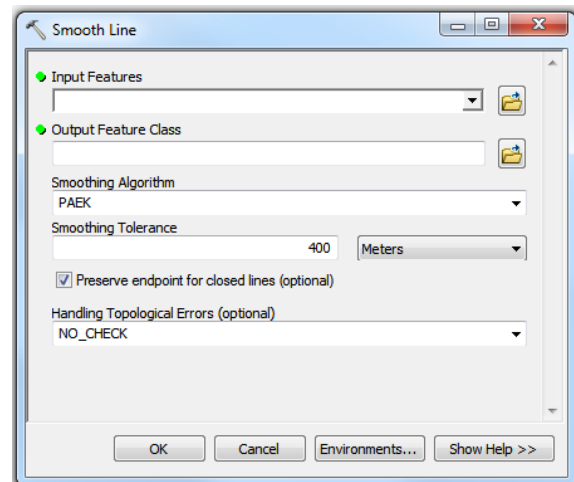 Smooth Line
Input Features
Output Feature Class
Smoothing Algorithm
PAEK
Smoothing Tolerance
400 Meters
Preserve endpoint for closed lines (optional)
Handling Topological Errors (optional)
NO_CHECK
OK Cancel Environments... Show Help >>